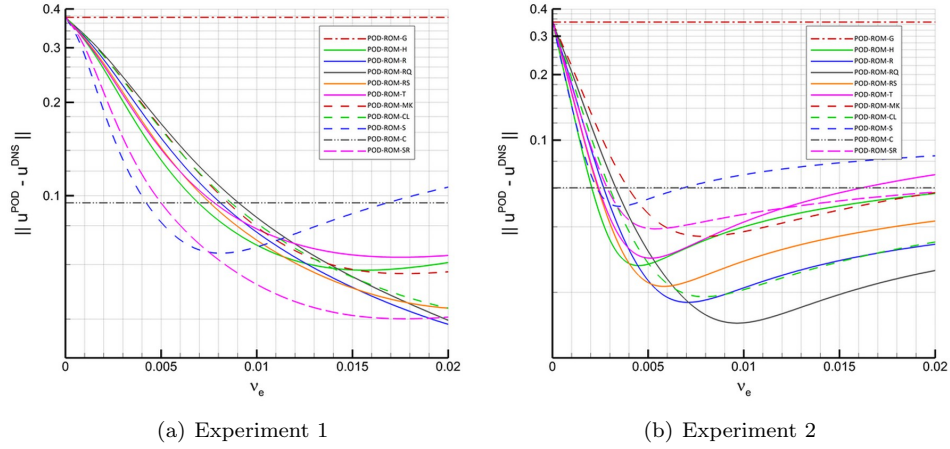 0.4
0.3
0.2
0.1
|| u^POD - u^DNS ||
POD-ROM-G
POD-ROM-H
POD-ROM-R
POD-ROM-RQ
POD-ROM-RS
POD-ROM-T
POD-ROM-MK
POD-ROM-CL
POD-ROM-S
POD-ROM-C
POD-ROM-SR
0 0.005 0.01 0.015 0.02
ν_e
(a) Experiment 1
0.4
0.3
0.2
0.1
|| u^POD - u^DNS ||
POD-ROM-G
POD-ROM-H
POD-ROM-R
POD-ROM-RQ
POD-ROM-RS
POD-ROM-T
POD-ROM-MK
POD-ROM-CL
POD-ROM-S
POD-ROM-C
POD-ROM-SR
0 0.005 0.01 0.015 0.02
ν_e
(b) Experiment 2